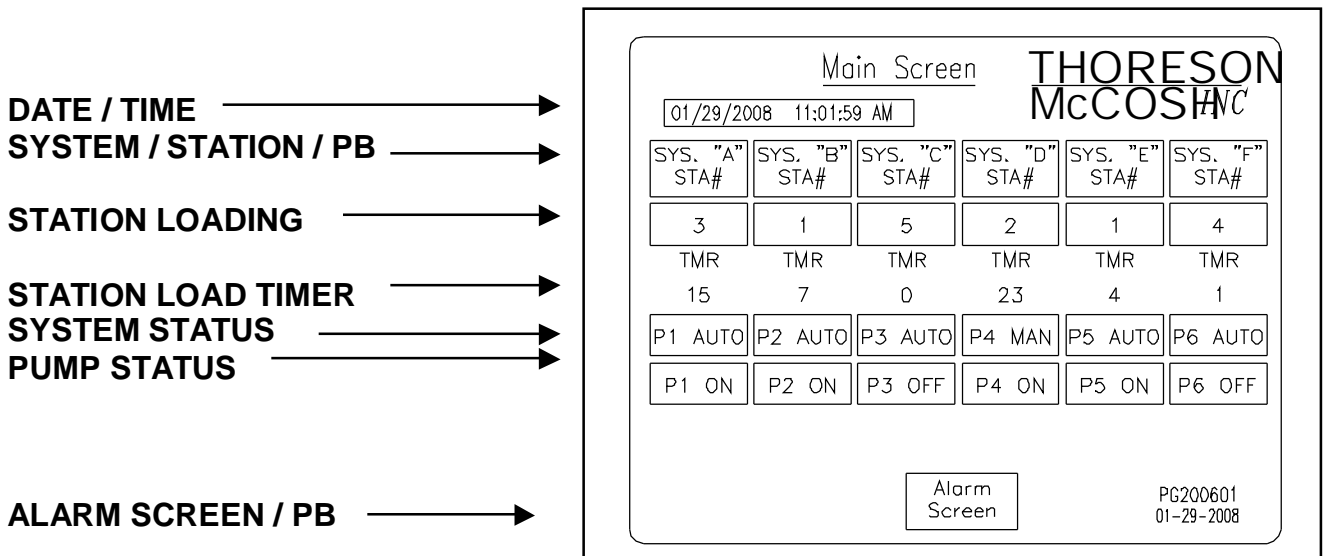 DATE / TIME
SYSTEM / STATION / PB
STATION LOADING
STATION LOAD TIMER
SYSTEM STATUS
PUMP STATUS
ALARM SCREEN / PB
Main Screen
THORESON
McCOSH INC
01/29/2008 11:01:59 AM
SYS. "A" SYS. "B" SYS. "C" SYS. "D" SYS. "E" SYS. "F"
STA# STA# STA# STA# STA# STA#
3 1 5 2 1 4
TMR TMR TMR TMR TMR TMR
15 7 0 23 4 1
P1 AUTO P2 AUTO P3 AUTO P4 MAN P5 AUTO P6 AUTO
P1 ON P2 ON P3 OFF P4 ON P5 ON P6 OFF
Alarm
Screen
PG200601
01-29-2008